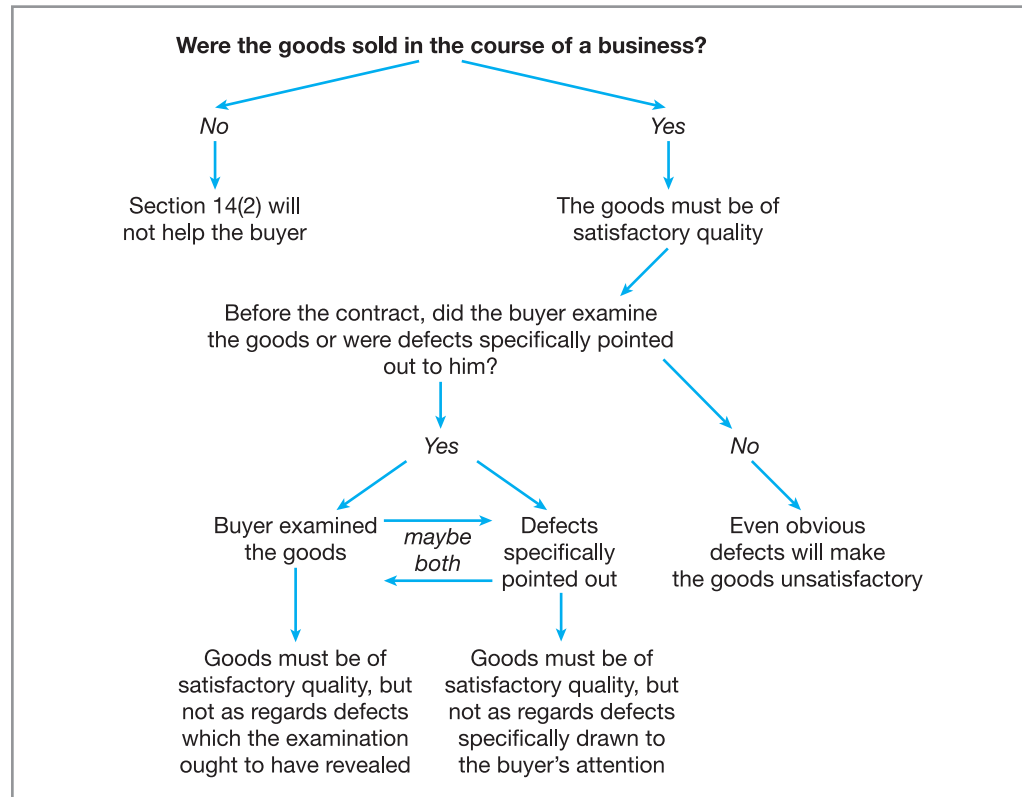 Were the goods sold in the course of a business?
No
Yes
Section 14(2) will
not help the buyer
The goods must be of
satisfactory quality
Before the contract, did the buyer examine
the goods or were defects specifically pointed
out to him?
Yes
No
Buyer examined
the goods
maybe
both
Defects
specifically
pointed out
Even obvious
defects will make
the goods unsatisfactory
Goods must be of
satisfactory quality, but
not as regards defects
which the examination
ought to have revealed
Goods must be of
satisfactory quality, but
not as regards defects
specifically drawn to
the buyer's attention